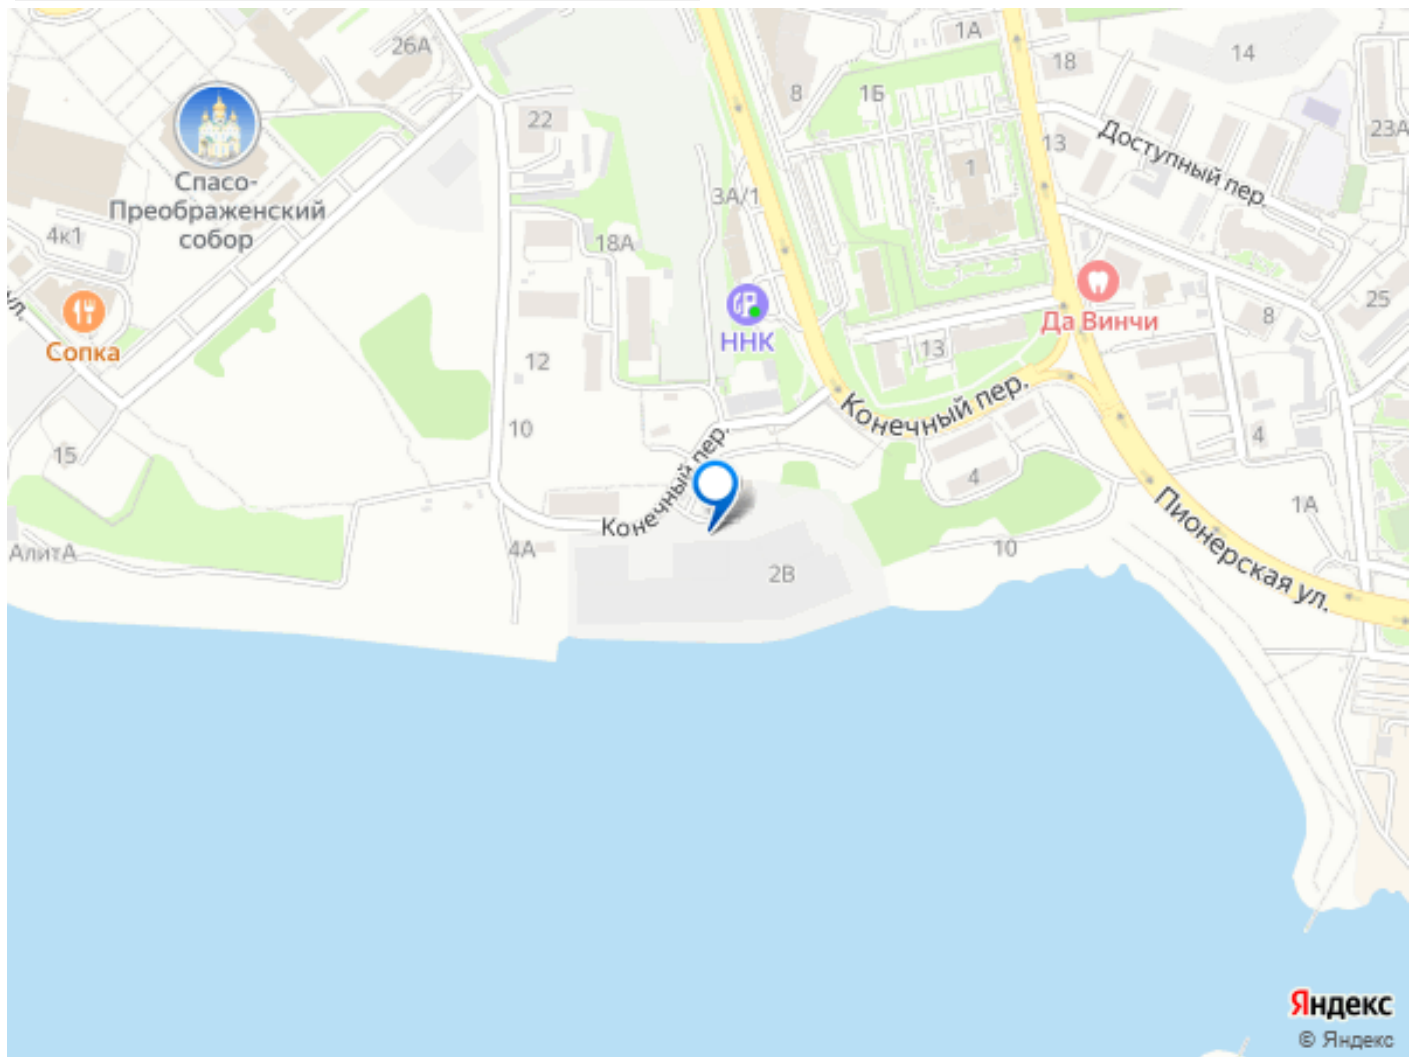 26А
22
1А
18
14
8
1Б
23А
13
Доступный пер.
1
3А/1
Спасо-
Преображенский
собор
4к1
18А
ул.
Сопка
ННК
Да Винчи
25
8
13
12
Конечный пер.
10
15
4
4
Конечный пер.
АлитА
4А
2В
10
Пионерская ул.
1А
Яндекс
© Яндекс